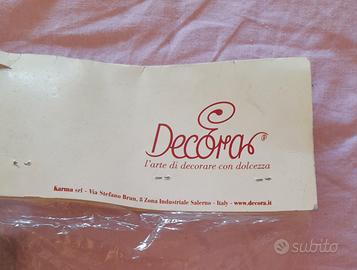 Decora®
l'arte di decorare con dolcezza
Karma srl - Via Stefano Brun, 8 Zona Industriale Salerno - Italy - www.decora.it
subito